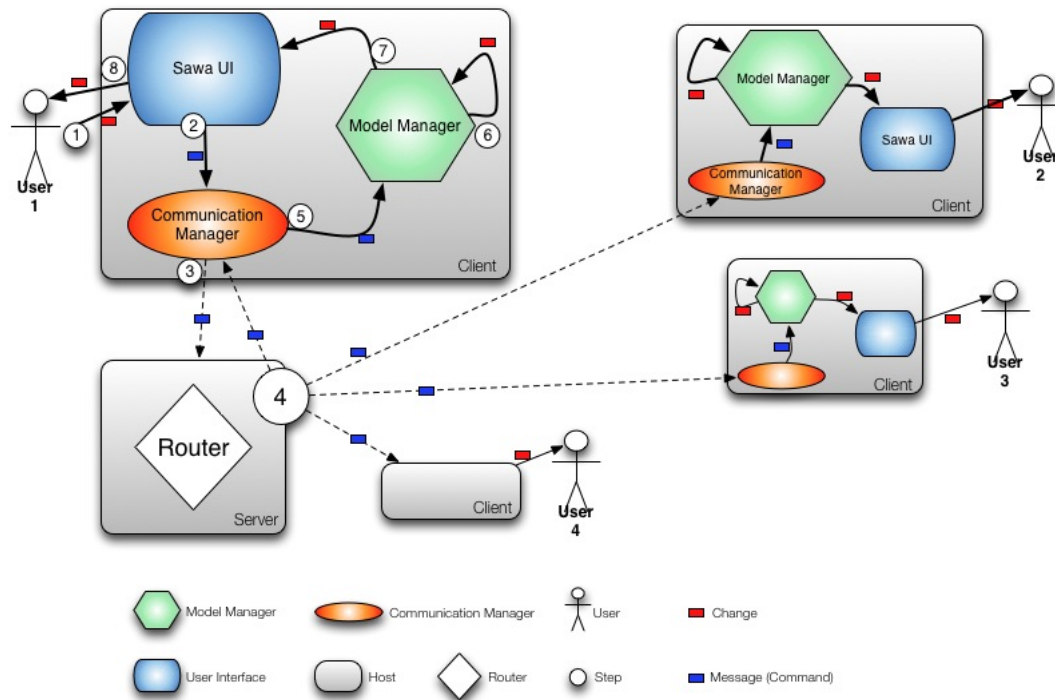 Sawa UI
8
7
1
2
Model Manager
6
User
1
Communication
Manager
5
3
Client
Model Manager
Sawa UI
Communication
Manager
Client
User
2
Client
User
3
4
Router
Server
Client
User
4
Model Manager
Communication Manager
User
Change
User Interface
Host
Router
Step
Message (Command)